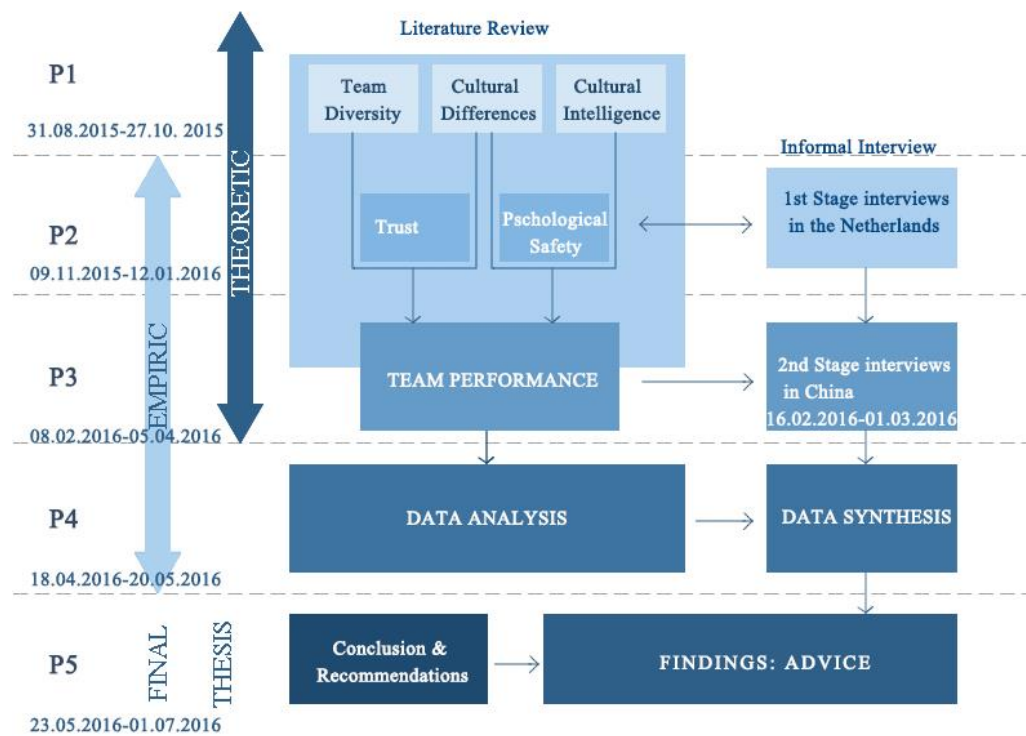 Literature Review
P1
31.08.2015-27.10. 2015
Team
Diversity
Cultural
Differences
Cultural
Intelligence
THEORETIC
Informal Interview
P2
09.11.2015-12.01.2016
Trust
Pschological
Safety
1st Stage interviews
in the Netherlands
EMPIRIC
P3
08.02.2016-05.04.2016
TEAM PERFORMANCE
2nd Stage interviews
in China
16.02.2016-01.03.2016
P4
18.04.2016-20.05.2016
DATA ANALYSIS
DATA SYNTHESIS
P5
23.05.2016-01.07.2016
FINAL
THESIS
Conclusion &
Recommendations
FINDINGS: ADVICE